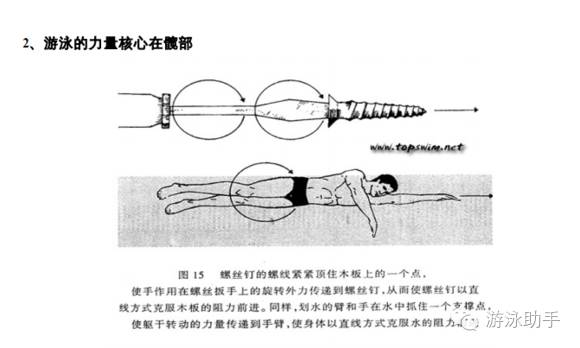 2、游泳的力量核心在髋部
www.topswim.net
图 15 螺丝钉的螺线紧紧顶住木板上的一个点，
使手作用在螺丝扳手上的旋转外力传递到螺丝钉，从而使螺丝钉以直
线方式克服木板的阻力前进。同样，划水的臂和手在水中抓住一个支撑点，
使躯干转动的力量传递到手臂，使身体以直线方式克服水的阻力
游泳助手